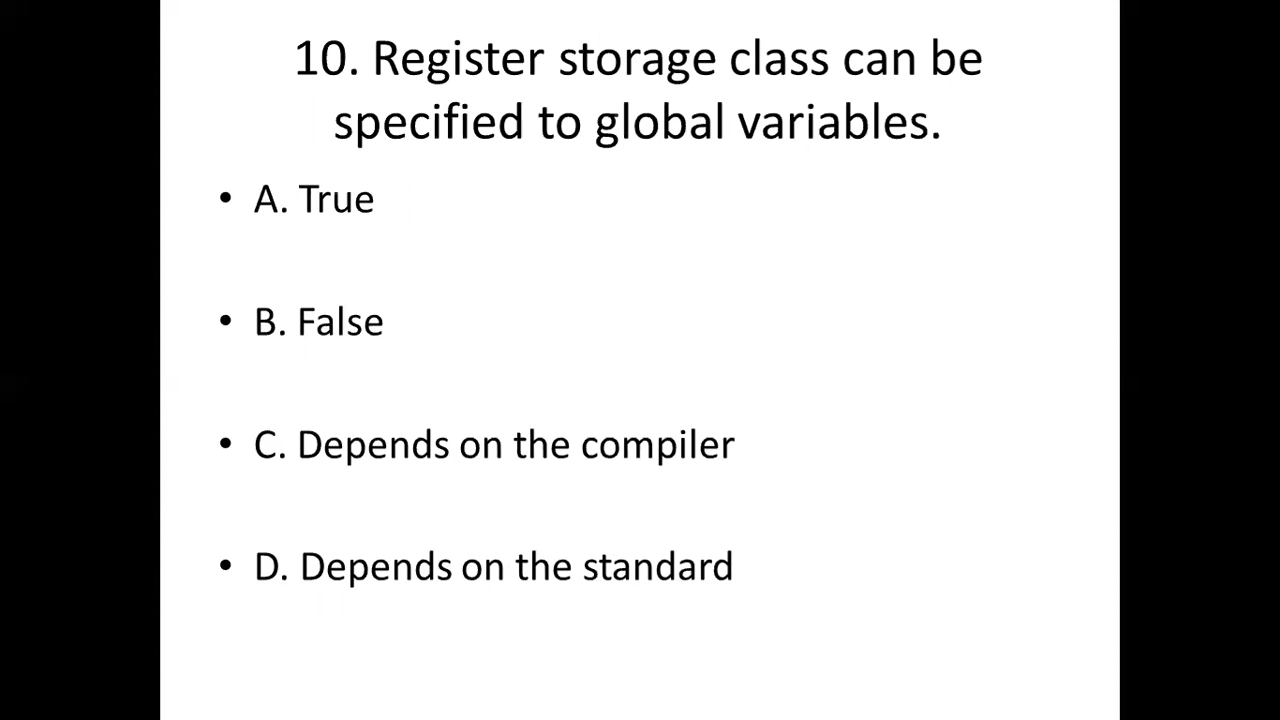 10. Register storage class can be
specified to global variables.
• A. True
• B. False
• C. Depends on the compiler
• D. Depends on the standard